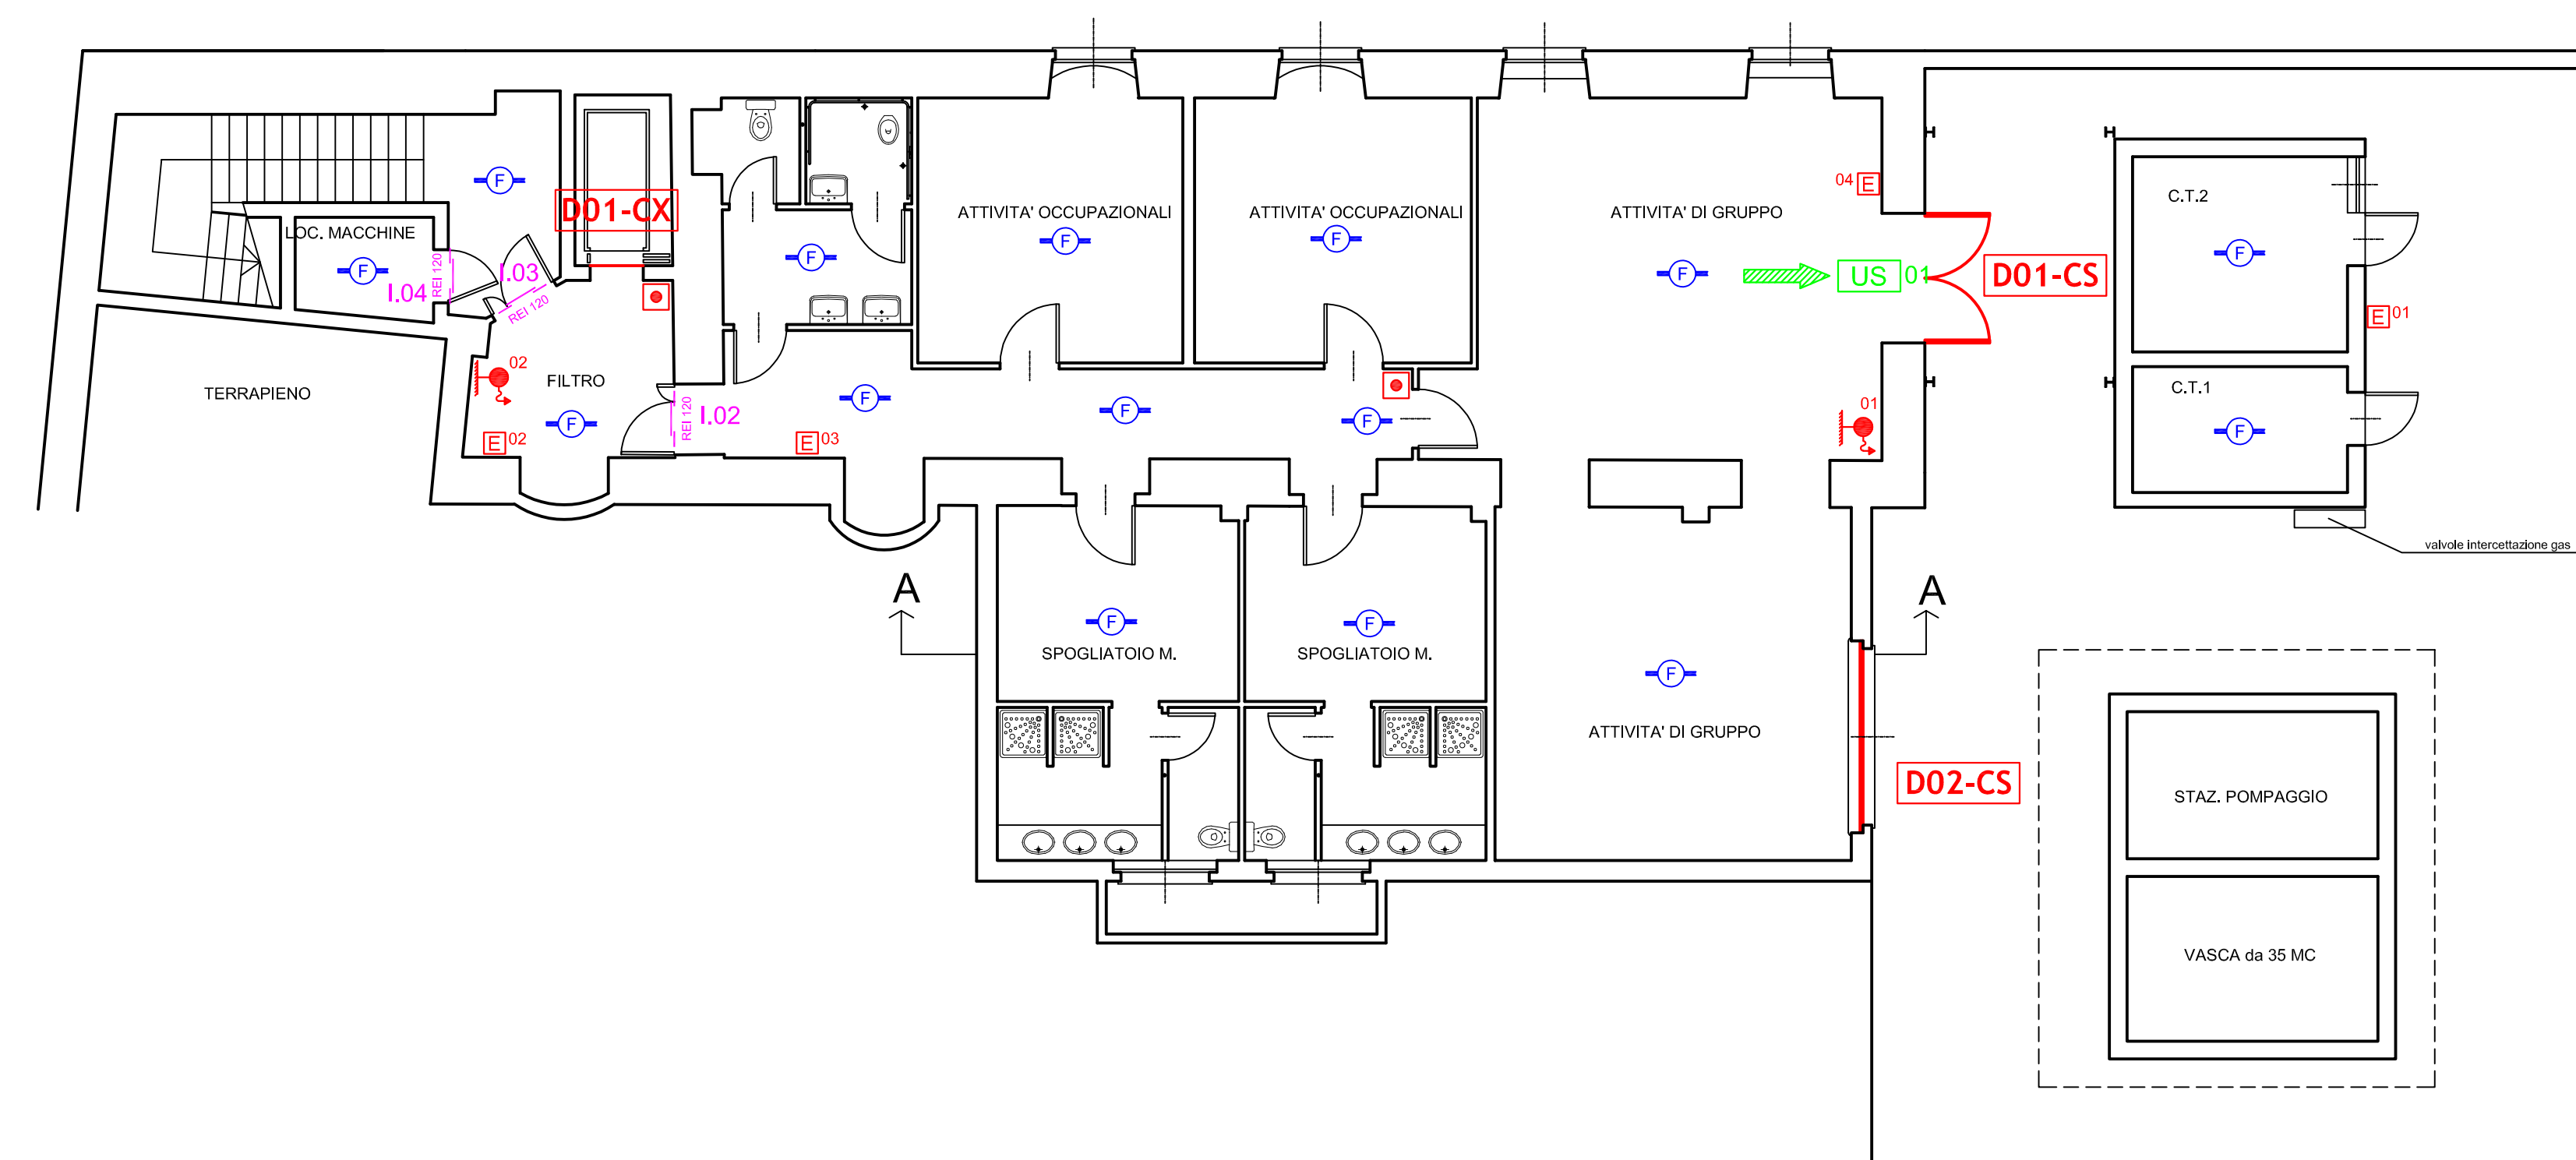 F
D01-CX
LOC. MACCHINE
F
I.04
REI 120
I.03
REI 120
TERRAPIENO
02
FILTRO
F
E 02
REI 120
I.02
F
F
E 03
ATTIVITA' OCCUPAZIONALI
F
ATTIVITA' OCCUPAZIONALI
F
F
F
ATTIVITA' DI GRUPPO
F
04 E
US 01
D01-CS
01
C.T.2
F
E 01
C.T.1
F
valvole intercettazione gas
A
F
SPOGLIATOIO M.
F
SPOGLIATOIO M.
F
ATTIVITA' DI GRUPPO
A
D02-CS
STAZ. POMPAGGIO
VASCA da 35 MC